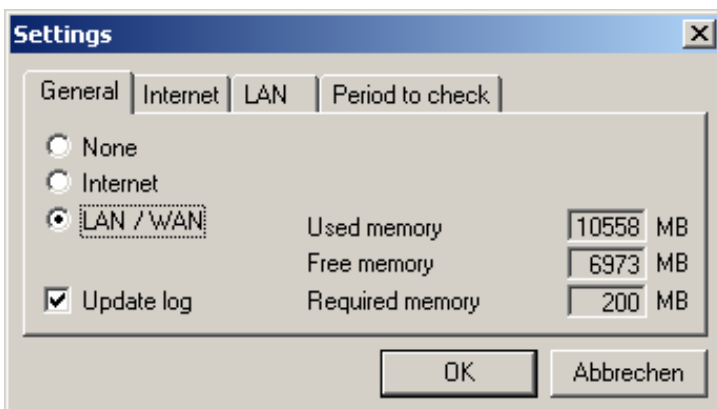 Settings
General Internet LAN Period to check
None
Internet
LAN / WAN
Used memory 10558 MB
Free memory 6973 MB
Update log Required memory 200 MB
OK Abbrechen